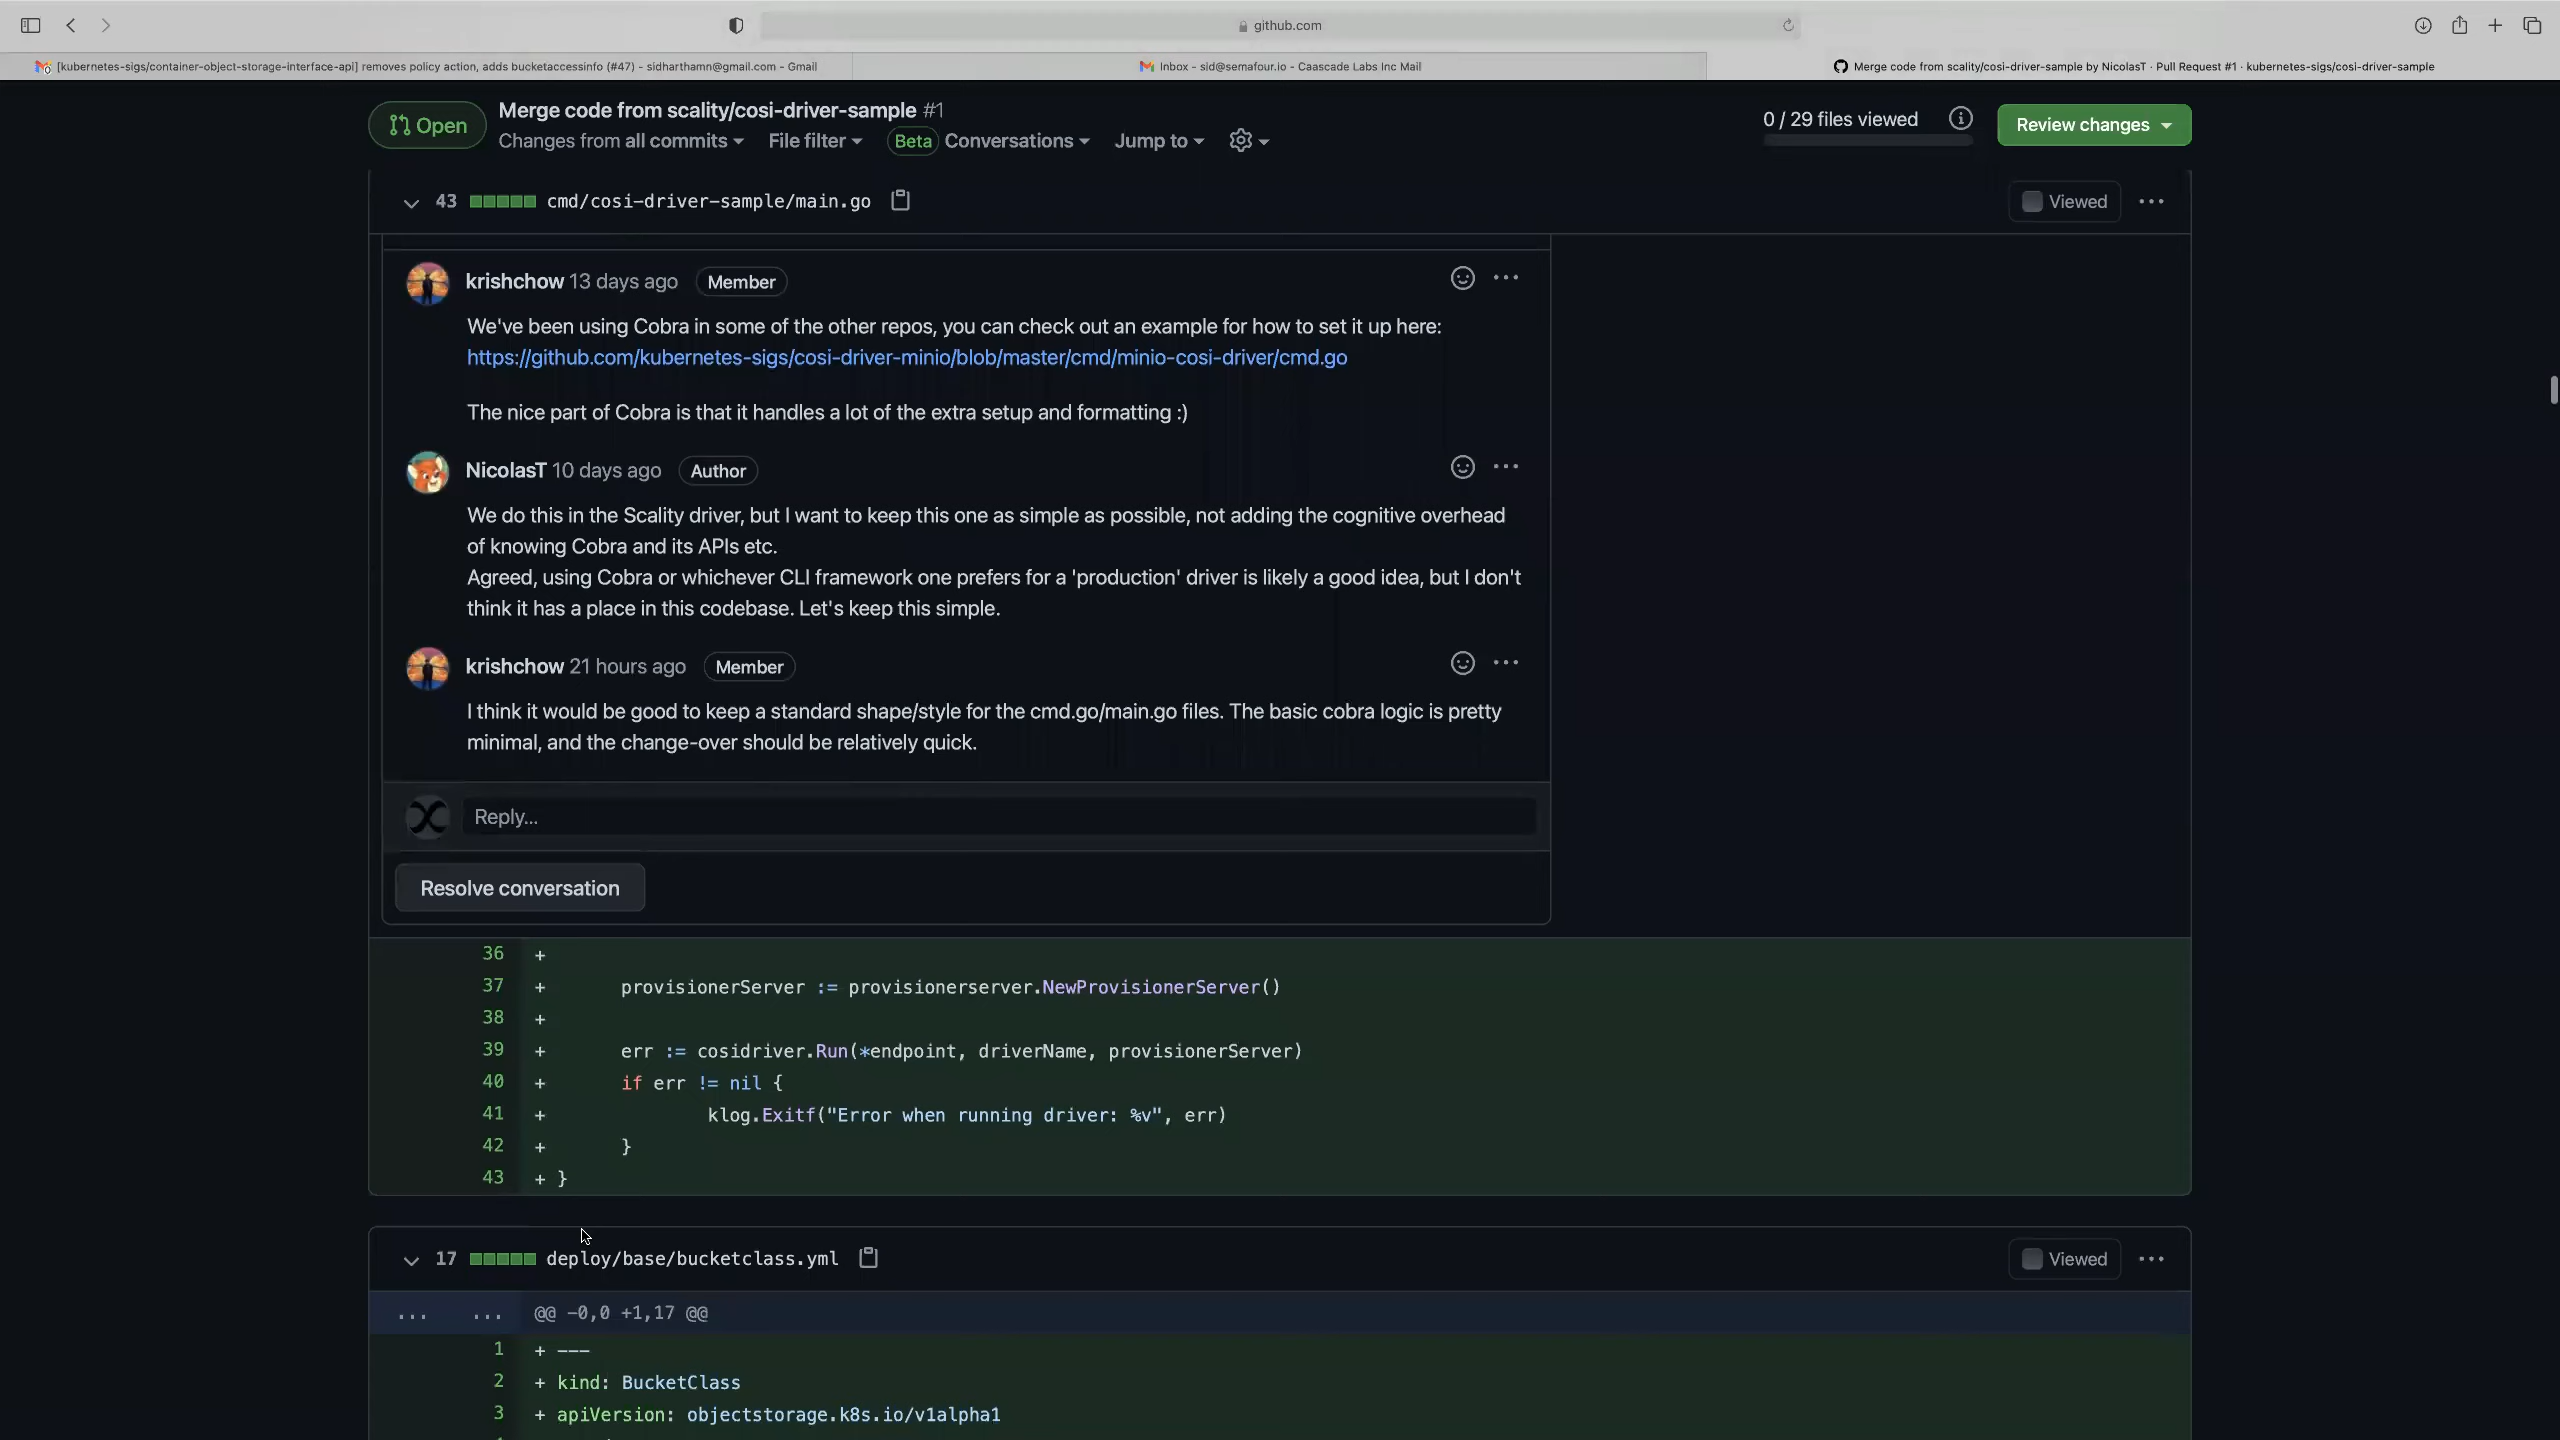 github.com
[kubernetes-sigs/container-object-storage-interface-api] removes policy action, adds bucketaccessinfo (#47) - sidharthamn@gmail.com - Gmail
Inbox - sid@semafour.io - Caascade Labs Inc Mail
Merge code from scality/cosi-driver-sample by NicolasT · Pull Request #1 · kubernetes-sigs/cosi-driver-sample
Open
Merge code from scality/cosi-driver-sample #1
Changes from all commits File filter Beta Conversations Jump to
0 / 29 files viewed
Review changes
43 cmd/cosi-driver-sample/main.go
Viewed
krishchow 13 days ago Member
We've been using Cobra in some of the other repos, you can check out an example for how to set it up here:
https://github.com/kubernetes-sigs/cosi-driver-minio/blob/master/cmd/minio-cosi-driver/cmd.go
The nice part of Cobra is that it handles a lot of the extra setup and formatting :)
NicolasT 10 days ago Author
We do this in the Scality driver, but I want to keep this one as simple as possible, not adding the cognitive overhead
of knowing Cobra and its APIs etc.
Agreed, using Cobra or whichever CLI framework one prefers for a 'production' driver is likely a good idea, but I don't
think it has a place in this codebase. Let's keep this simple.
krishchow 21 hours ago Member
I think it would be good to keep a standard shape/style for the cmd.go/main.go files. The basic cobra logic is pretty
minimal, and the change-over should be relatively quick.
Reply...
Resolve conversation
36 +
37 + provisionerServer := provisionerserver.NewProvisionerServer()
38 +
39 + err := cosidriver.Run(*endpoint, driverName, provisionerServer)
40 + if err != nil {
41 + klog.Exitf("Error when running driver: %v", err)
42 + }
43 + }
17 deploy/base/bucketclass.yml
Viewed
... ... @@ -0,0 +1,17 @@
1 + ---
2 + kind: BucketClass
3 + apiVersion: objectstorage.k8s.io/v1alpha1